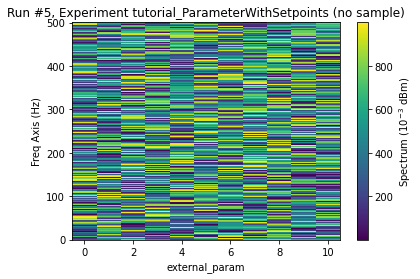 Run #5, Experiment tutorial_ParameterWithSetpoints (no sample)
500
400
300
200
100
0
Freq Axis (Hz)
0 2 4 6 8 10
external_param
800
600
400
200
Spectrum (10⁻³ dBm)